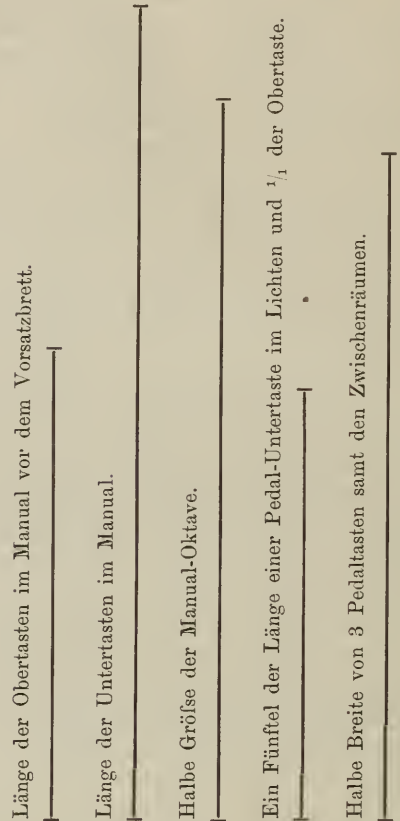 Länge der Obertasten im Manual vor dem Vorsatzbrett.
Länge der Untertasten im Manual.
Halbe Größe der Manual-Oktave.
Ein Fünftel der Länge einer Pedal-Untertaste im Lichten und ¹/₁ der Obertaste.
Halbe Breite von 3 Pedaltasten samt den Zwischenräumen.